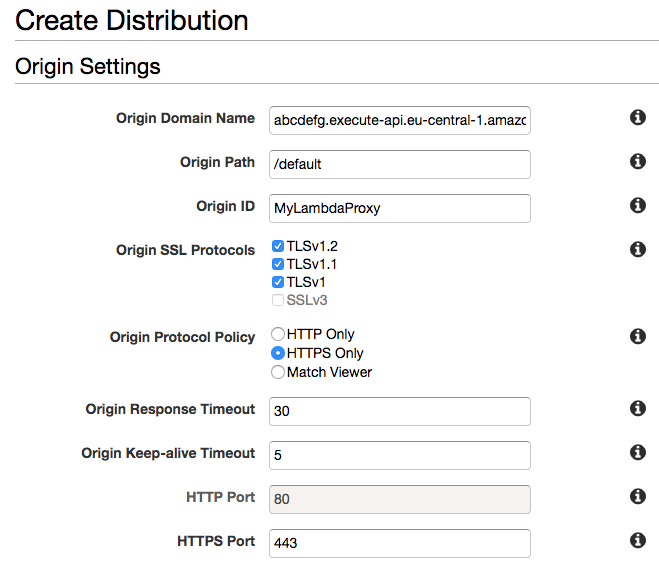 Create Distribution
Origin Settings
Origin Domain Name abcdefg.execute-api.eu-central-1.amazo
Origin Path /default
Origin ID MyLambdaProxy
Origin SSL Protocols TLSv1.2
TLSv1.1
TLSv1
SSLv3
Origin Protocol Policy HTTP Only
HTTPS Only
Match Viewer
Origin Response Timeout 30
Origin Keep-alive Timeout 5
HTTP Port 80
HTTPS Port 443